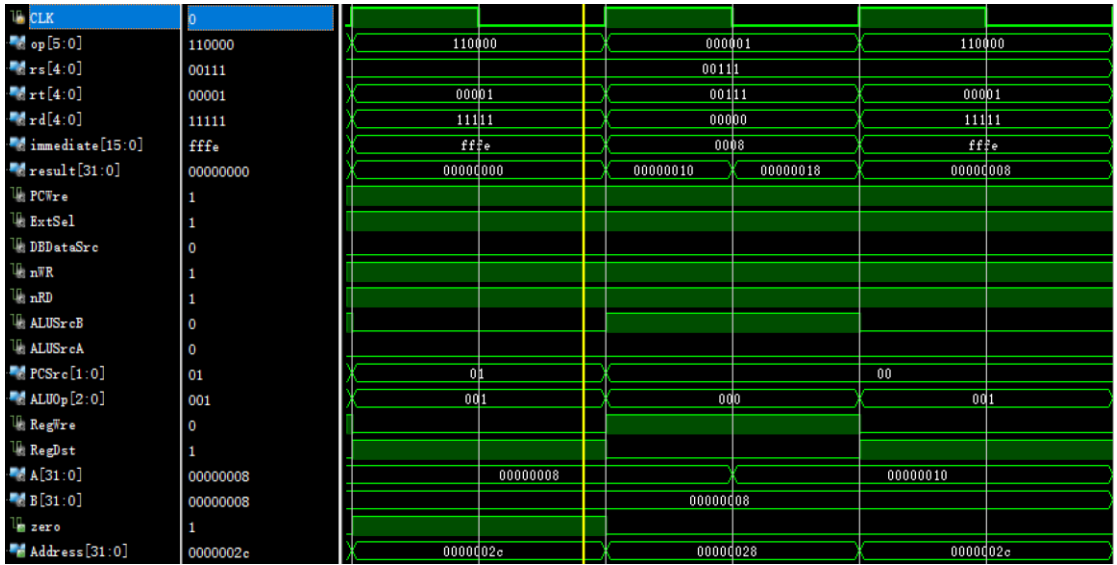 CLK 0
op[5:0] 110000 110000 000001 110000
rs[4:0] 00111 00111
rt[4:0] 00001 00001 00111 00001
rd[4:0] 11111 11111 00000 11111
immediate[15:0] fffe fffe 0008 fffe
result[31:0] 00000000 00000000 00000010 00000018 00000008
PCWre 1
ExtSel 1
DBDataSrc 0
nWR 1
nRD 1
ALUSrcB 0
ALUSrcA 0
PCSrc[1:0] 01 01 00
ALUOp[2:0] 001 001 000 001
RegWre 0
RegDst 1
A[31:0] 00000008 00000008 00000010
B[31:0] 00000008 00000008
zero 1
Address[31:0] 0000002c 0000002c 00000028 0000002c